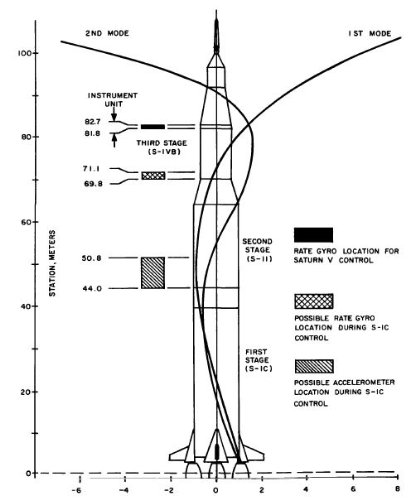 2ND MODE
1ST MODE
100
INSTRUMENT
UNIT
82.7
81.8
80
THIRD STAGE
(S-IVB)
71.1
69.8
60
STATION, METERS
50.8
44.0
40
20
0
SECOND
STAGE
(S-II)
FIRST
STAGE
(S-IC)
RATE GYRO LOCATION FOR
SATURN V CONTROL
POSSIBLE RATE GYRO
LOCATION DURING S-IC
CONTROL
POSSIBLE ACCELEROMETER
LOCATION DURING S-IC
CONTROL
-6 -4 -2 0 2 4 6 8